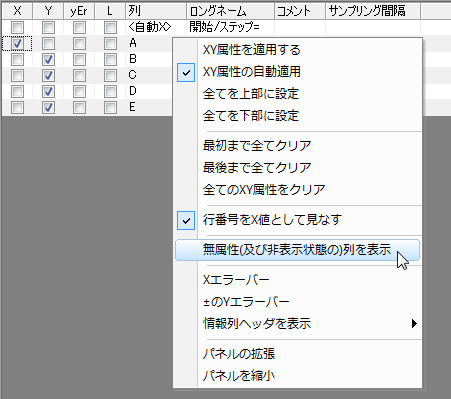 X Y yEr L 列 ロングネーム コメント サンプリング間隔
<自動X> 開始/ステップ=
A
B
C
D
E
XY属性を適用する
XY属性の自動適用
全てを上部に設定
全てを下部に設定
最初まで全てクリア
最後まで全てクリア
全てのXY属性をクリア
行番号をX値として見なす
無属性(及び非表示状態の)列を表示
Xエラーバー
±のYエラーバー
情報列ヘッダを表示
パネルの拡張
パネルを縮小